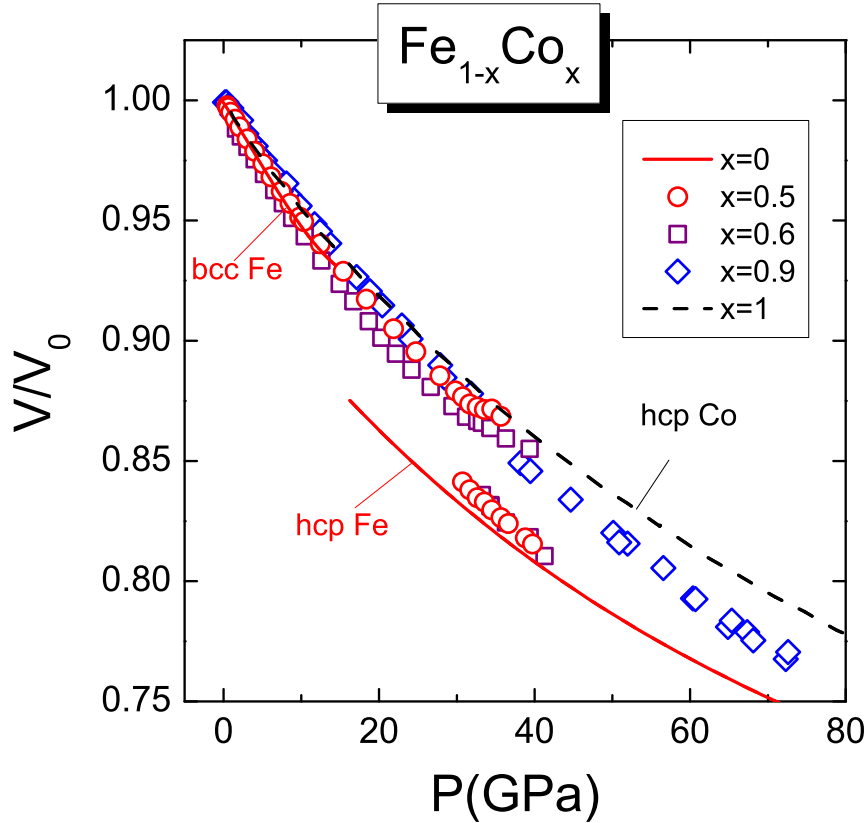 Fe1-xCox
1.00
0.95
0.90
0.85
0.80
0.75
V/V0
x=0
x=0.5
x=0.6
x=0.9
x=1
bcc Fe
hcp Co
hcp Fe
0 20 40 60 80
P(GPa)